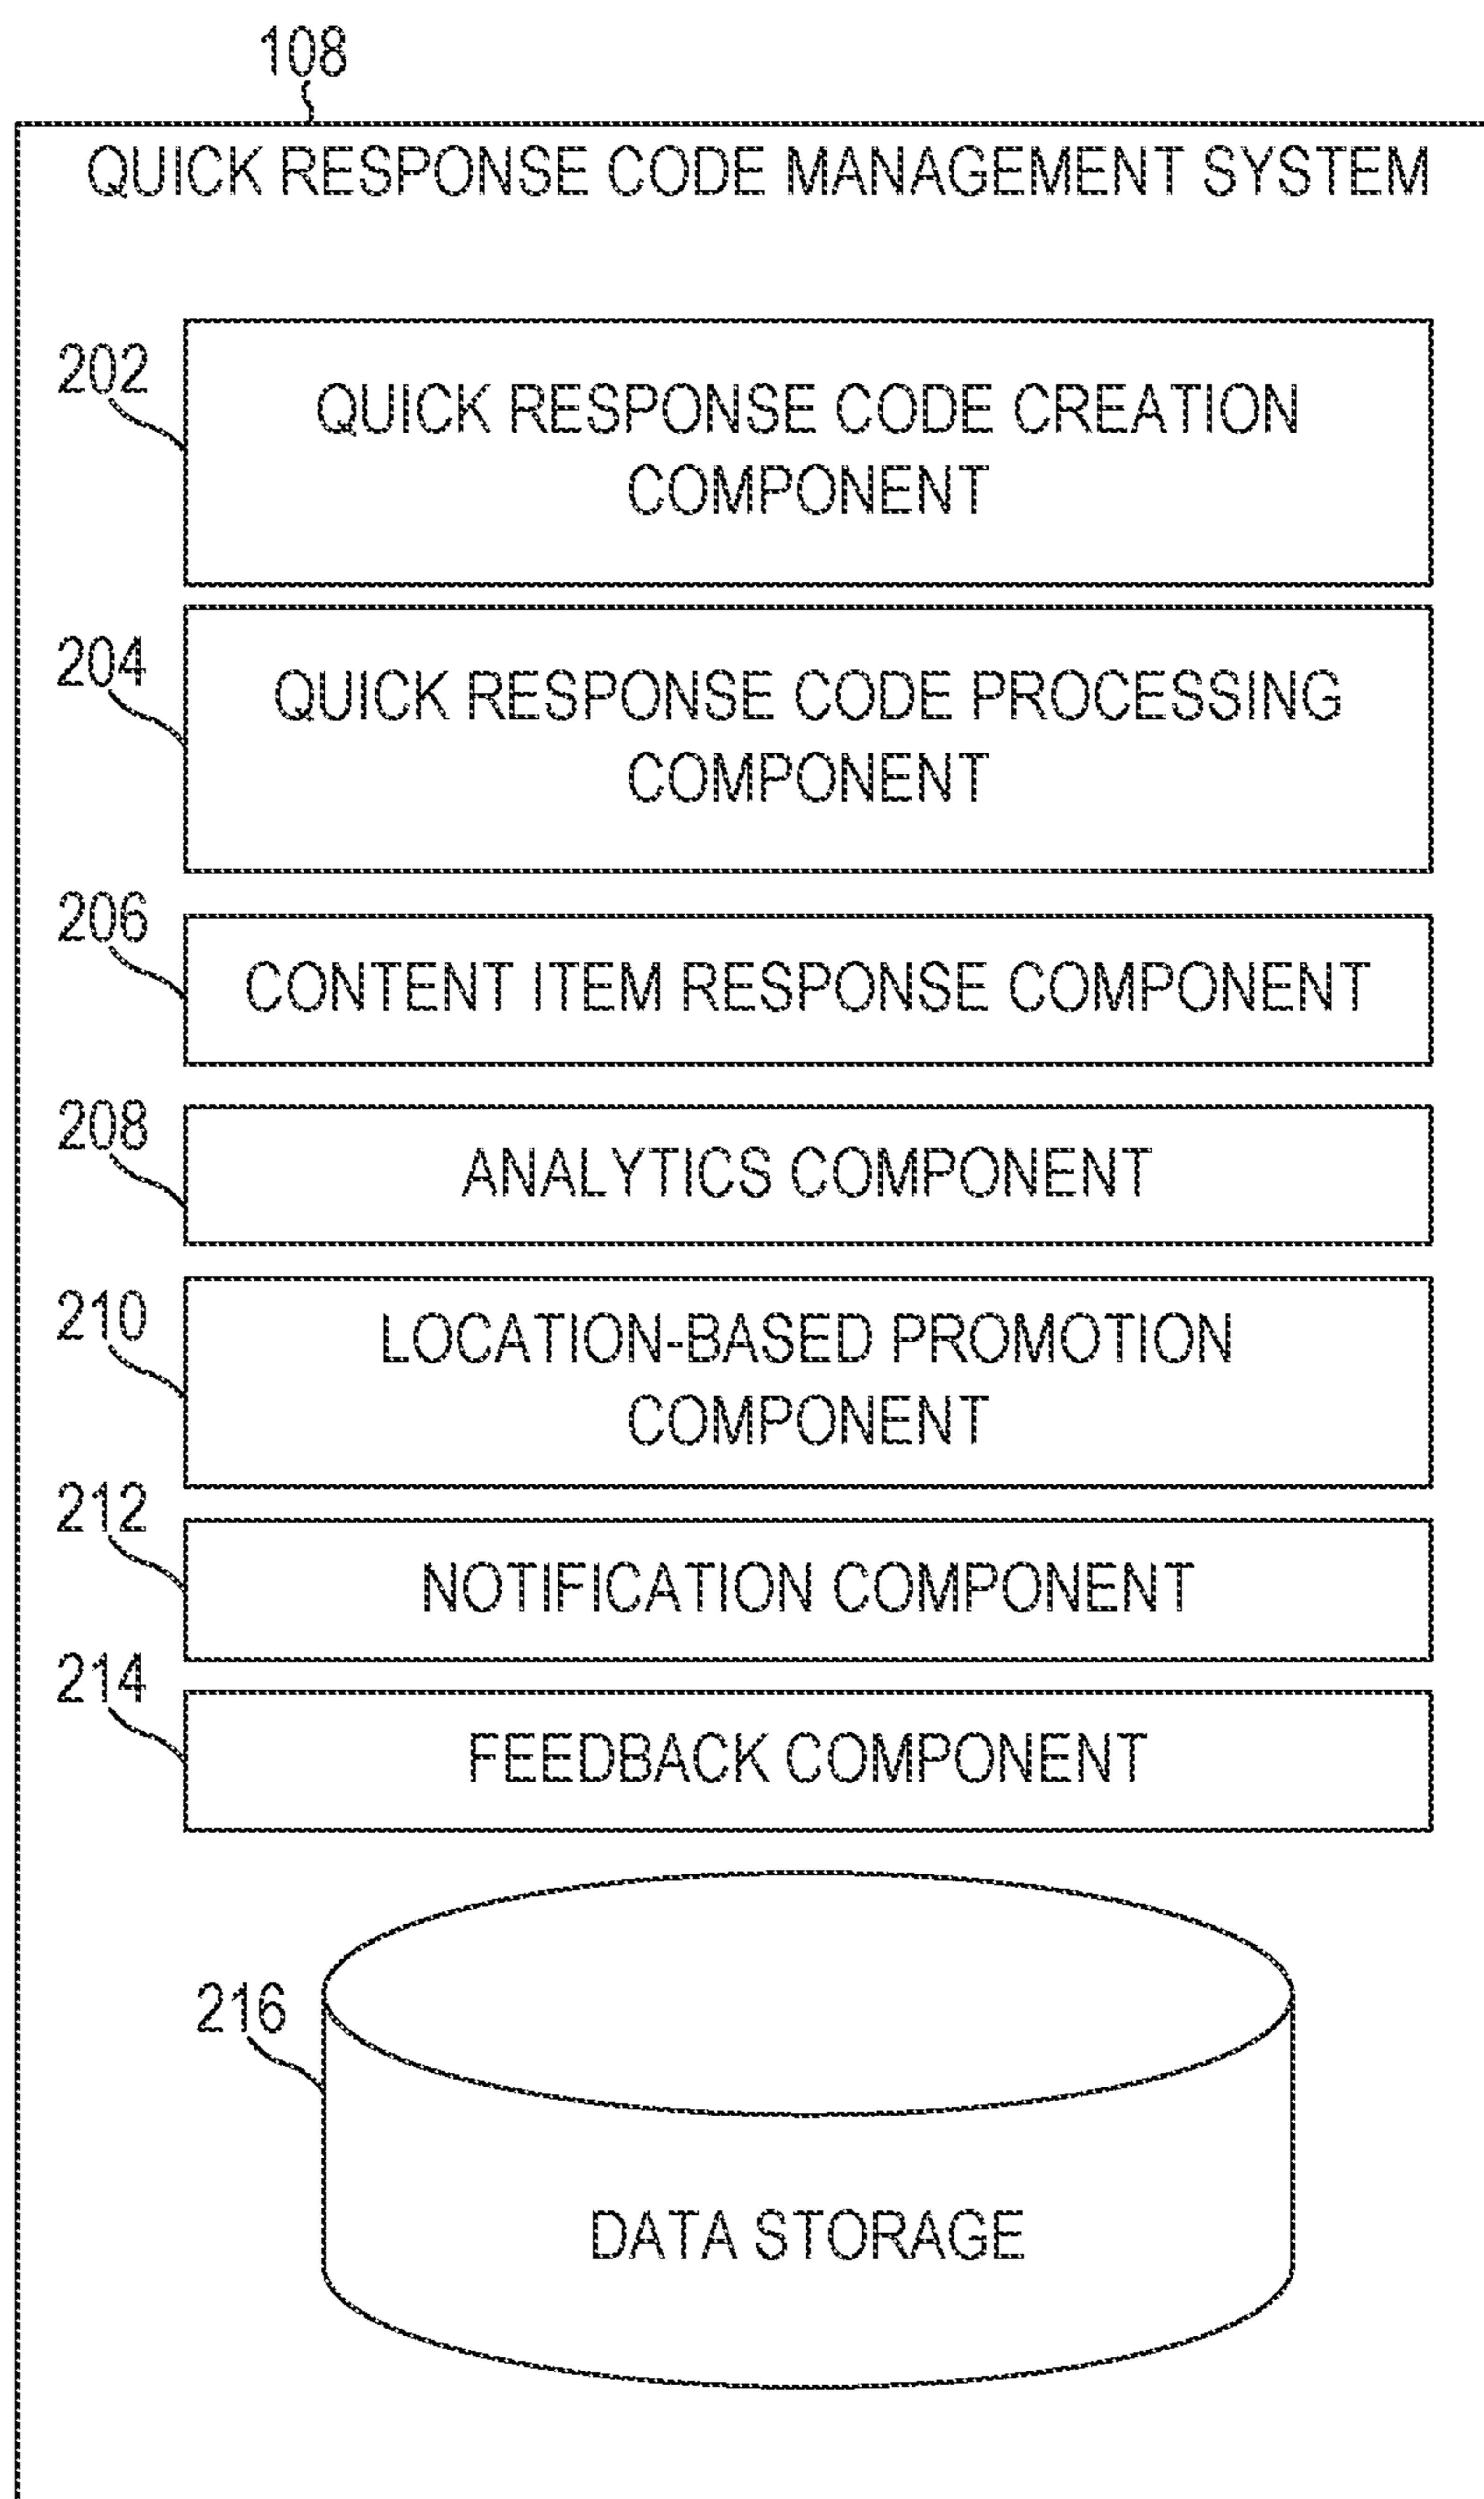 108
QUICK RESPONSE CODE MANAGEMENT SYSTEM
202
QUICK RESPONSE CODE CREATION
COMPONENT
204
QUICK RESPONSE CODE PROCESSING
COMPONENT
206
CONTENT ITEM RESPONSE COMPONENT
208
ANALYTICS COMPONENT
210
LOCATION-BASED PROMOTION
COMPONENT
212
NOTIFICATION COMPONENT
214
FEEDBACK COMPONENT
216
DATA STORAGE